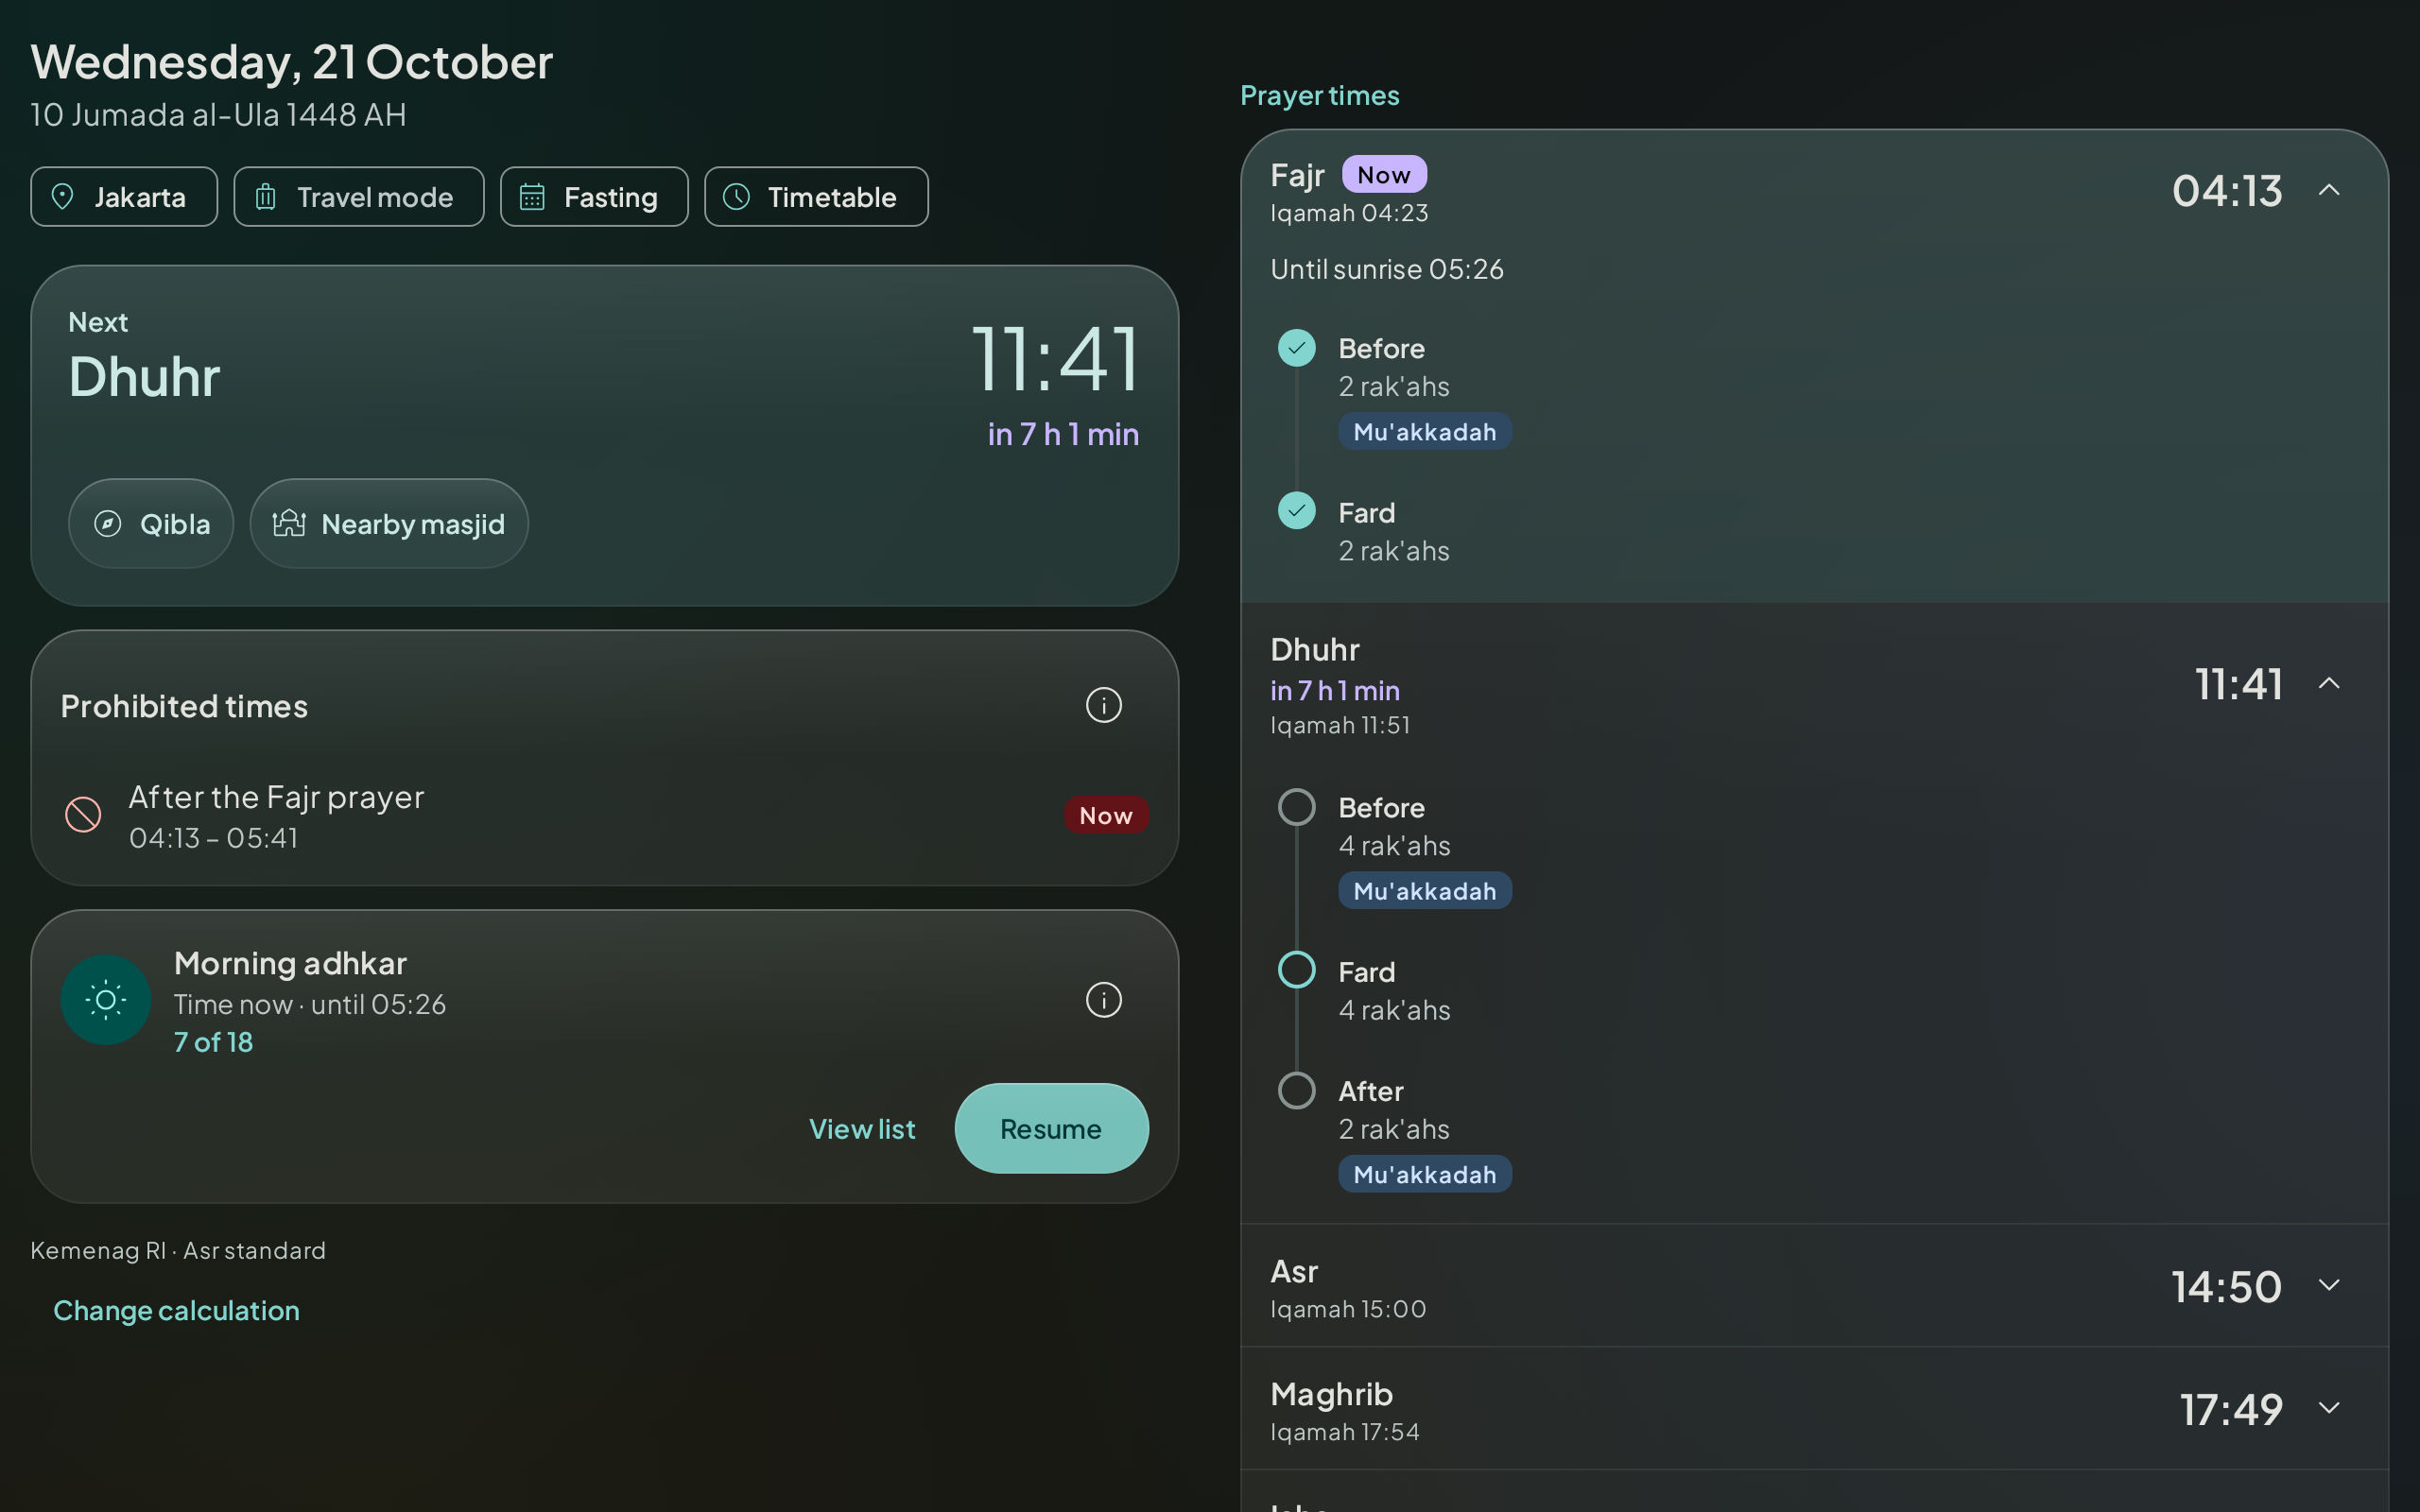 Wednesday, 21 October
10 Jumada al-Ula 1448 AH
Jakarta
Travel mode
Fasting
Timetable
Next
Dhuhr
11:41
in 7 h 1 min
Qibla
Nearby masjid
Prohibited times
After the Fajr prayer
04:13 – 05:41
Now
Morning adhkar
Time now · until 05:26
7 of 18
View list
Resume
Kemenag RI · Asr standard
Change calculation
Prayer times
Fajr
Now
Iqamah 04:23
04:13
Until sunrise 05:26
Before
2 rak'ahs
Mu'akkadah
Fard
2 rak'ahs
Dhuhr
in 7 h 1 min
Iqamah 11:51
11:41
Before
4 rak'ahs
Mu'akkadah
Fard
4 rak'ahs
After
2 rak'ahs
Mu'akkadah
Asr
Iqamah 15:00
14:50
Maghrib
Iqamah 17:54
17:49